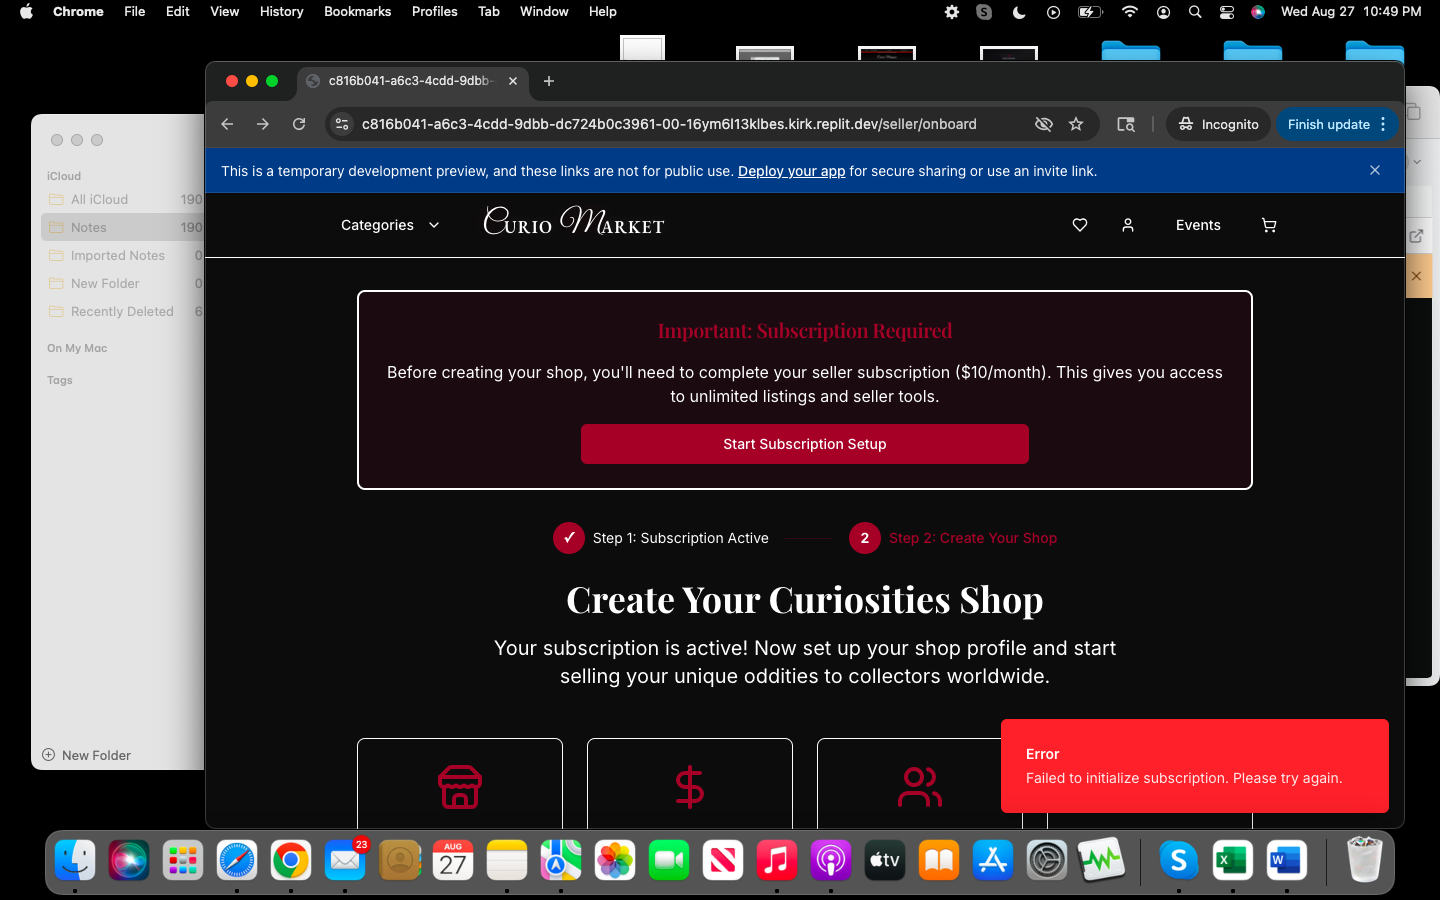 Chrome File Edit View History Bookmarks Profiles Tab Window Help
Wed Aug 27 10:49 PM
c816b041-a6c3-4cdd-9dbb-
c816b041-a6c3-4cdd-9dbb-dc724b0c3961-00-16ym6l13klbes.kirk.replit.dev/seller/onboard
Incognito
Finish update
This is a temporary development preview, and these links are not for public use. Deploy your app for secure sharing or use an invite link.
iCloud
All iCloud 190
Notes 190
Imported Notes 0
New Folder 0
Recently Deleted 6
On My Mac
Tags
New Folder
Categories
Curio Market
Events
Important: Subscription Required
Before creating your shop, you'll need to complete your seller subscription ($10/month). This gives you access
to unlimited listings and seller tools.
Start Subscription Setup
✓ Step 1: Subscription Active
2 Step 2: Create Your Shop
Create Your Curiosities Shop
Your subscription is active! Now set up your shop profile and start
selling your unique oddities to collectors worldwide.
Error
Failed to initialize subscription. Please try again.
23
AUG
27
tv